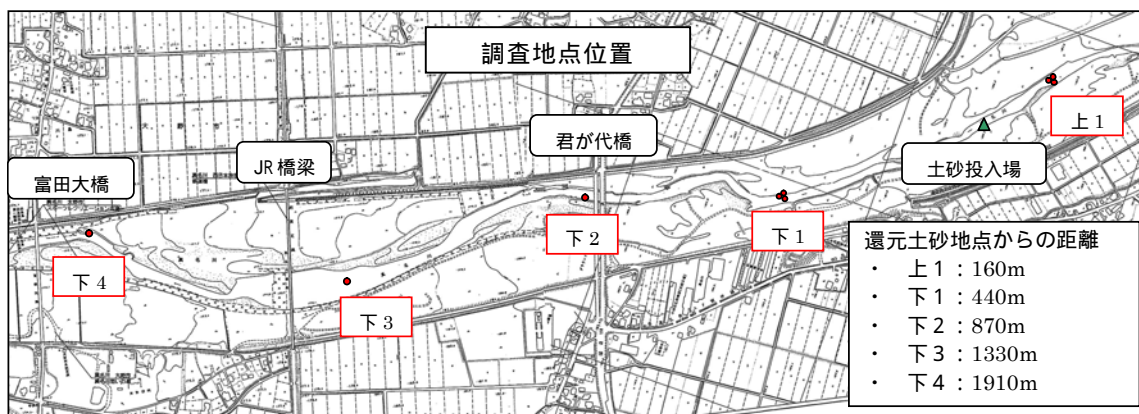 調査地点位置
上1
土砂投入場
君が代橋
JR橋梁
富田大橋
下1
下2
下3
下4
還元土砂地点からの距離
・ 上1：160m
・ 下1：440m
・ 下2：870m
・ 下3：1330m
・ 下4：1910m